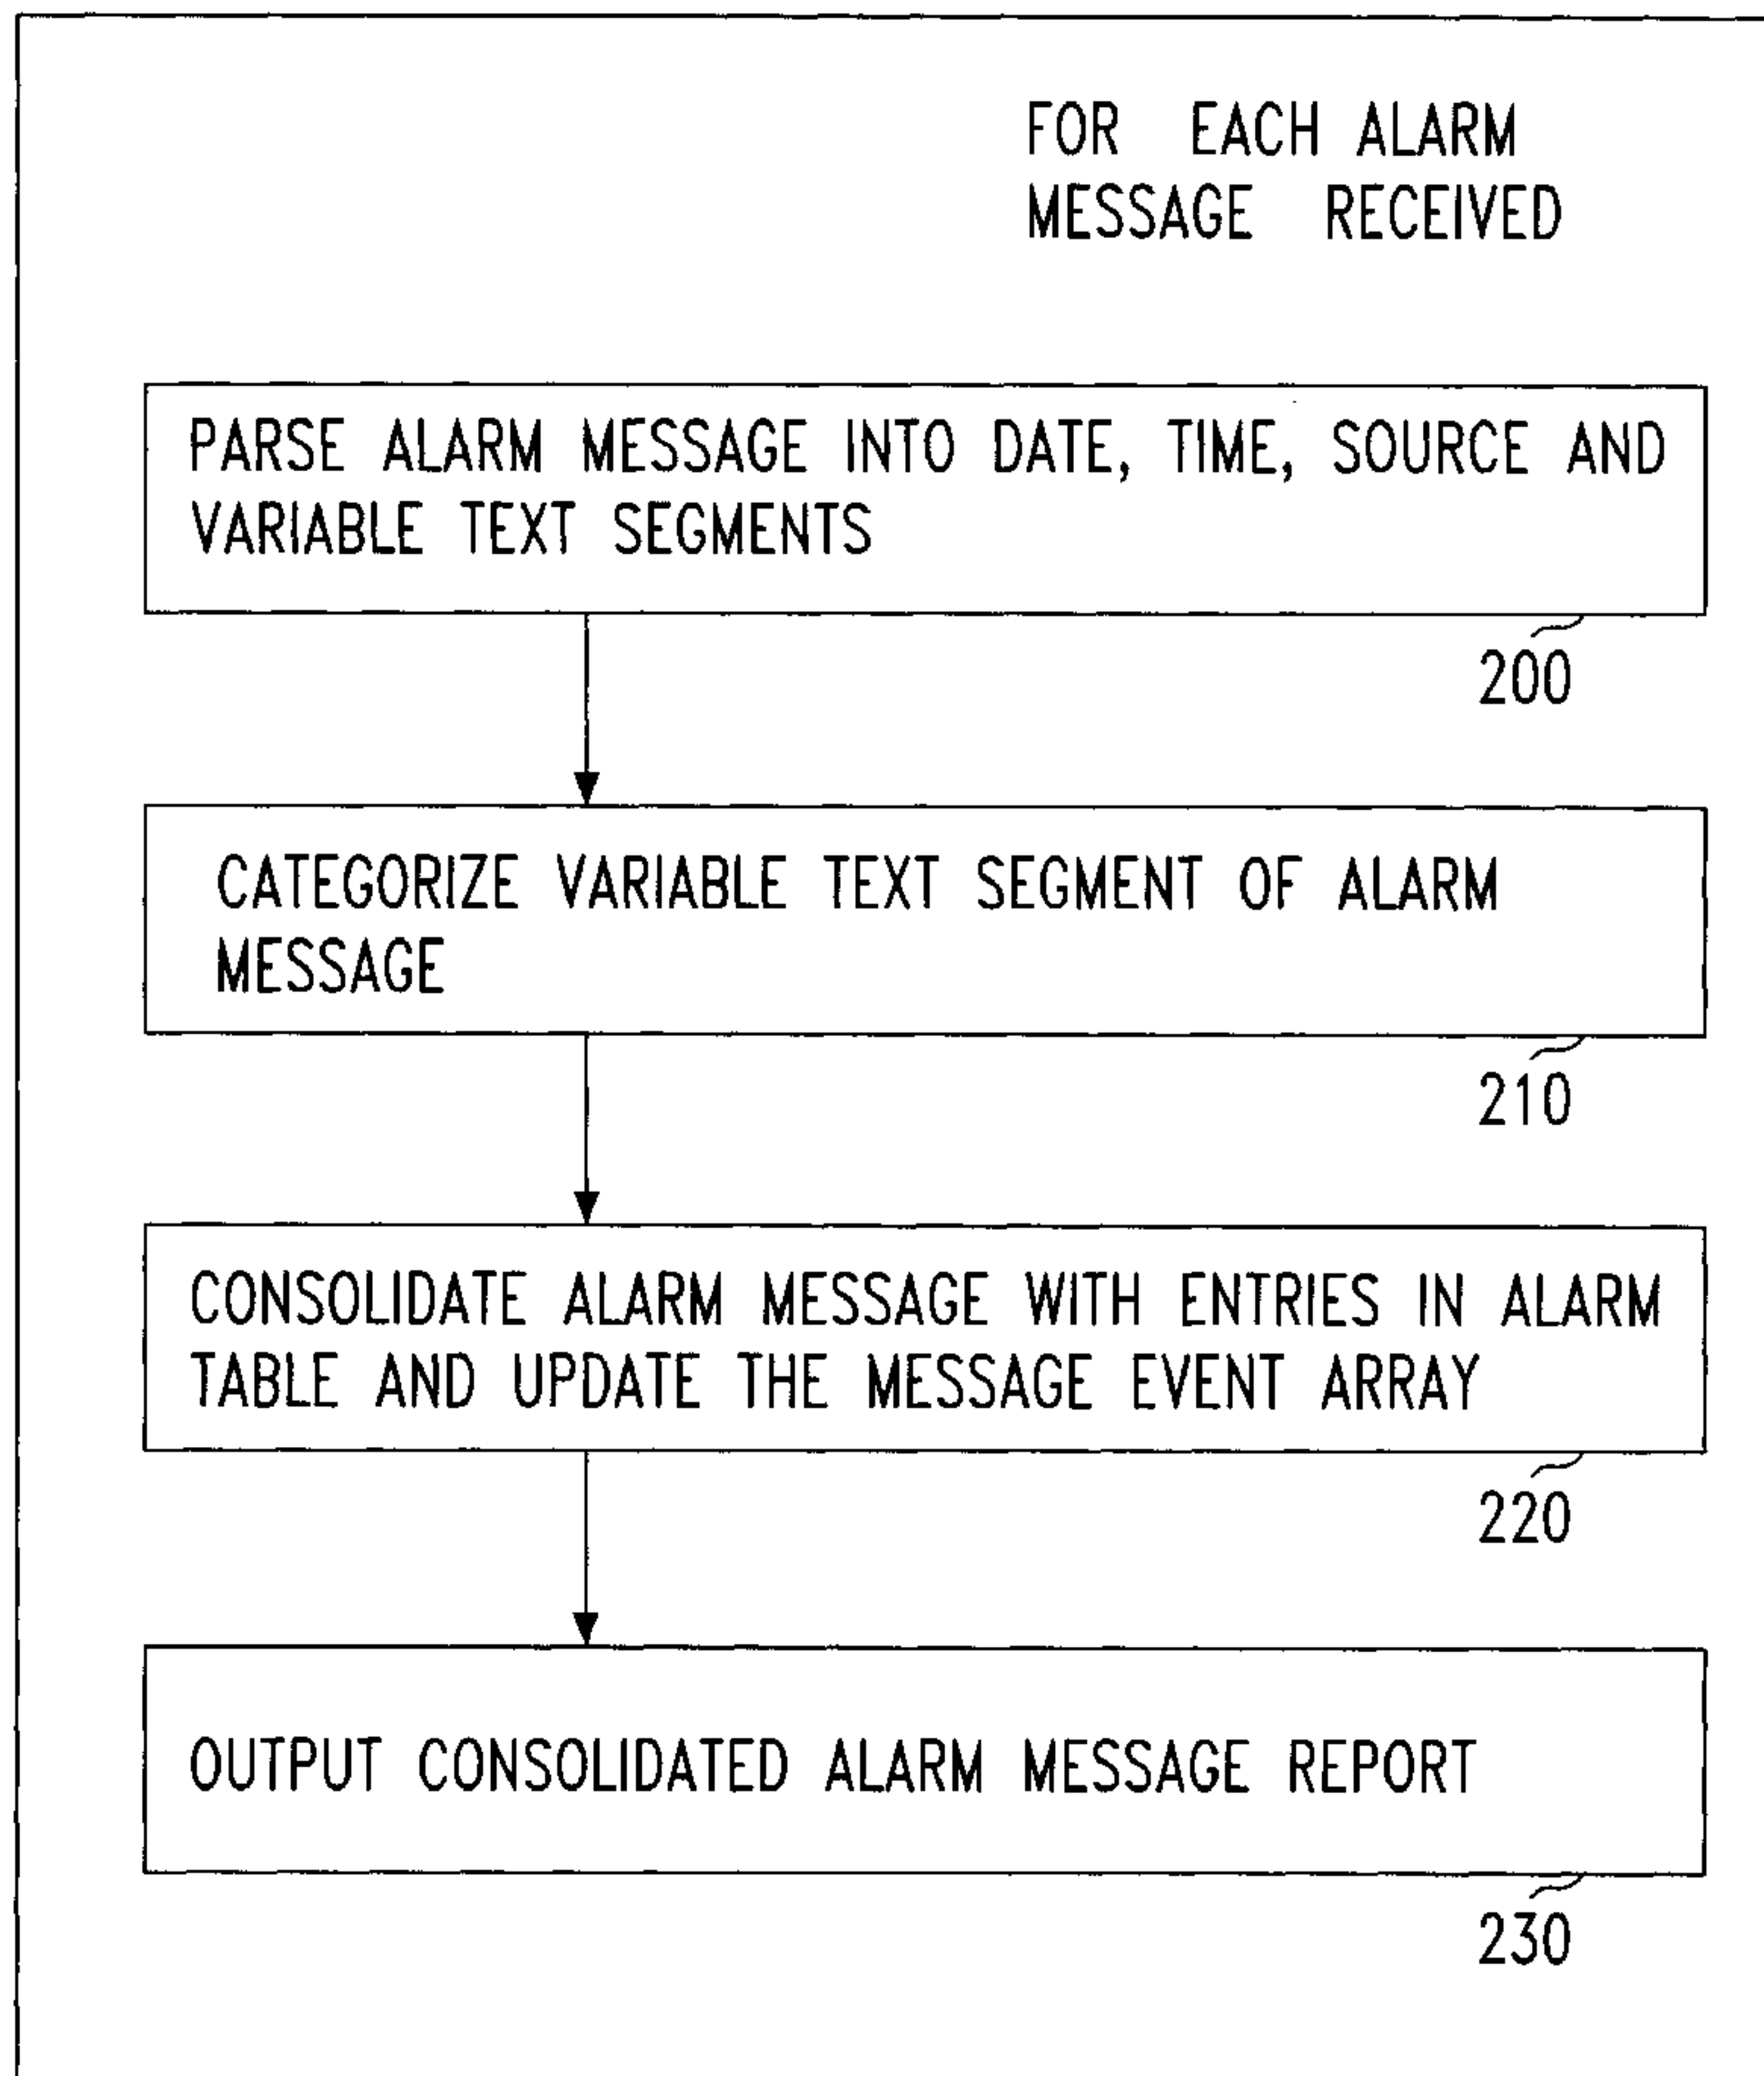 FOR EACH ALARM
MESSAGE RECEIVED
PARSE ALARM MESSAGE INTO DATE, TIME, SOURCE AND
VARIABLE TEXT SEGMENTS
200
CATEGORIZE VARIABLE TEXT SEGMENT OF ALARM
MESSAGE
210
CONSOLIDATE ALARM MESSAGE WITH ENTRIES IN ALARM
TABLE AND UPDATE THE MESSAGE EVENT ARRAY
220
OUTPUT CONSOLIDATED ALARM MESSAGE REPORT
230